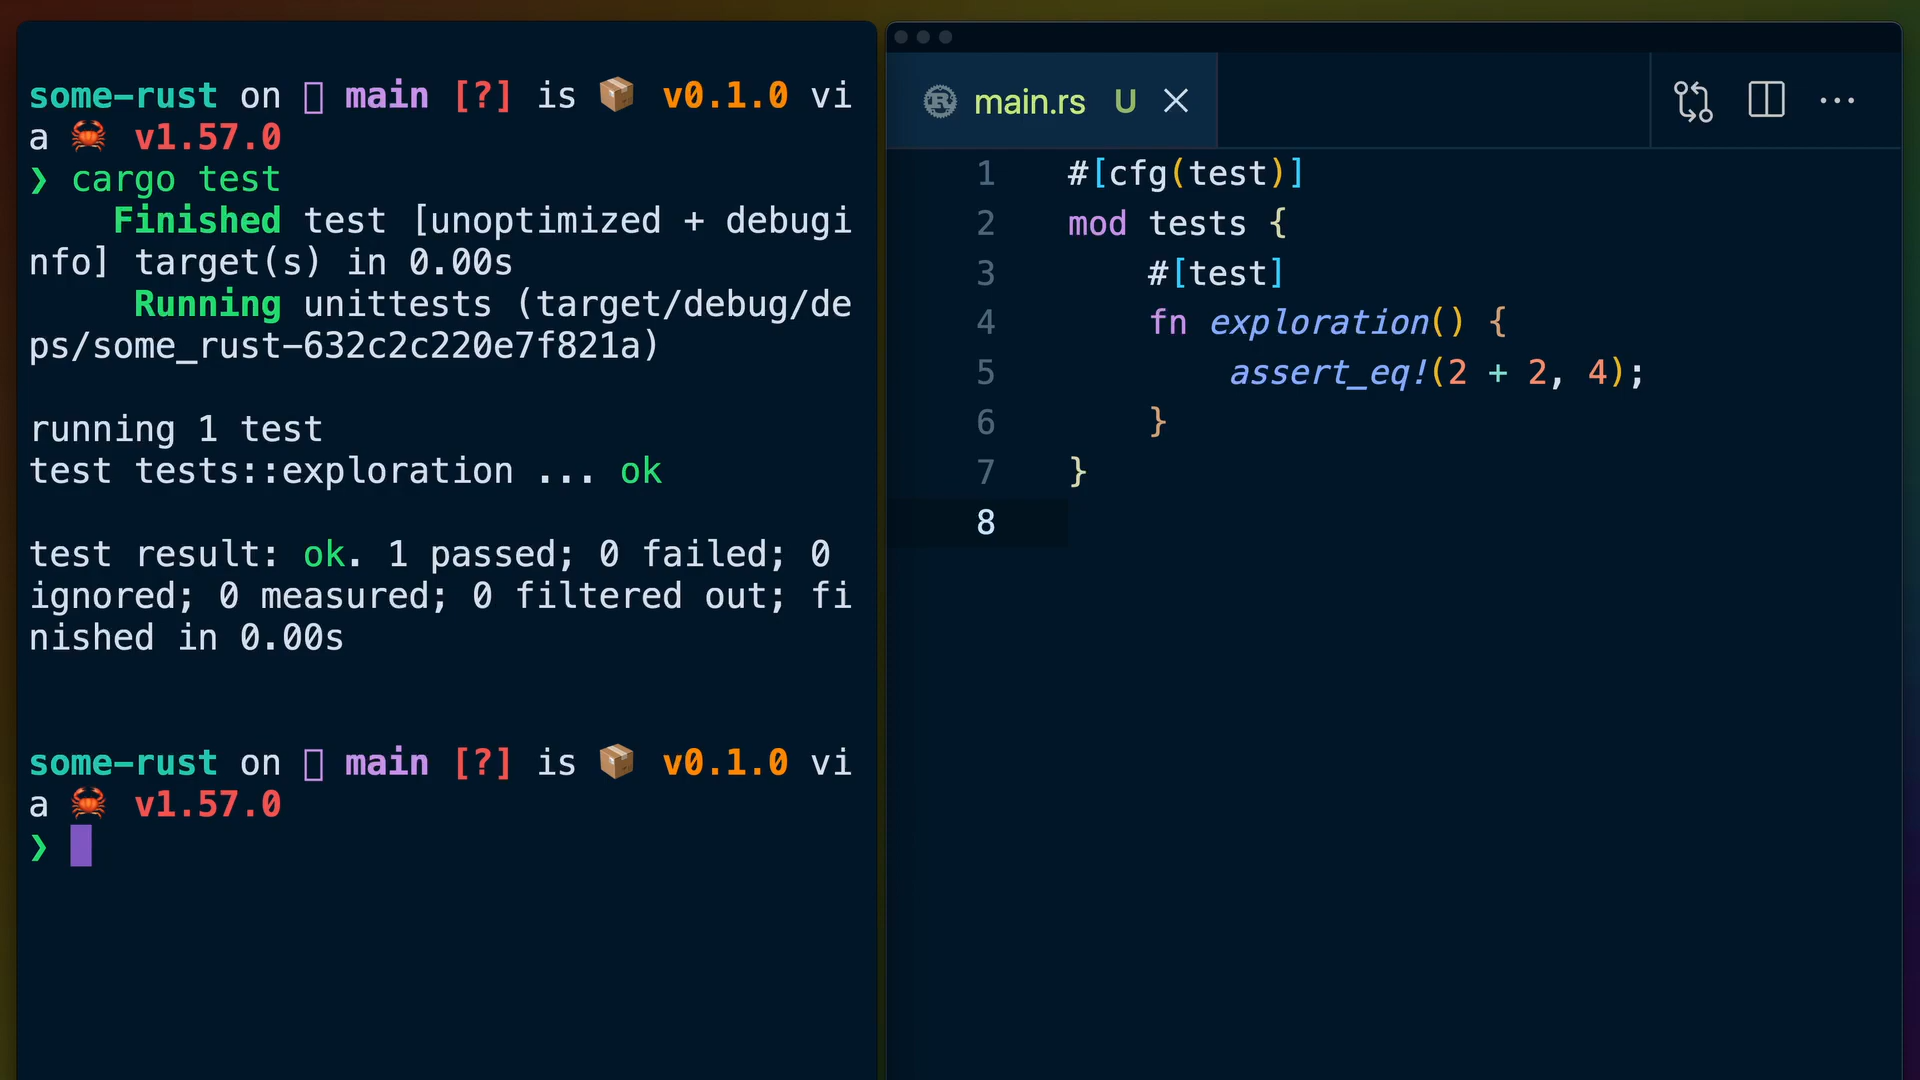 some-rust on main [?] is 📦 v0.1.0 vi
a 🦀 v1.57.0
❯ cargo test
    Finished test [unoptimized + debugi
nfo] target(s) in 0.00s
     Running unittests (target/debug/de
ps/some_rust-632c2c220e7f821a)

running 1 test
test tests::exploration ... ok

test result: ok. 1 passed; 0 failed; 0
ignored; 0 measured; 0 filtered out; fi
nished in 0.00s

some-rust on main [?] is 📦 v0.1.0 vi
a 🦀 v1.57.0
❯
main.rs U
1 #[cfg(test)]
2 mod tests {
3     #[test]
4     fn exploration() {
5         assert_eq!(2 + 2, 4);
6     }
7 }
8